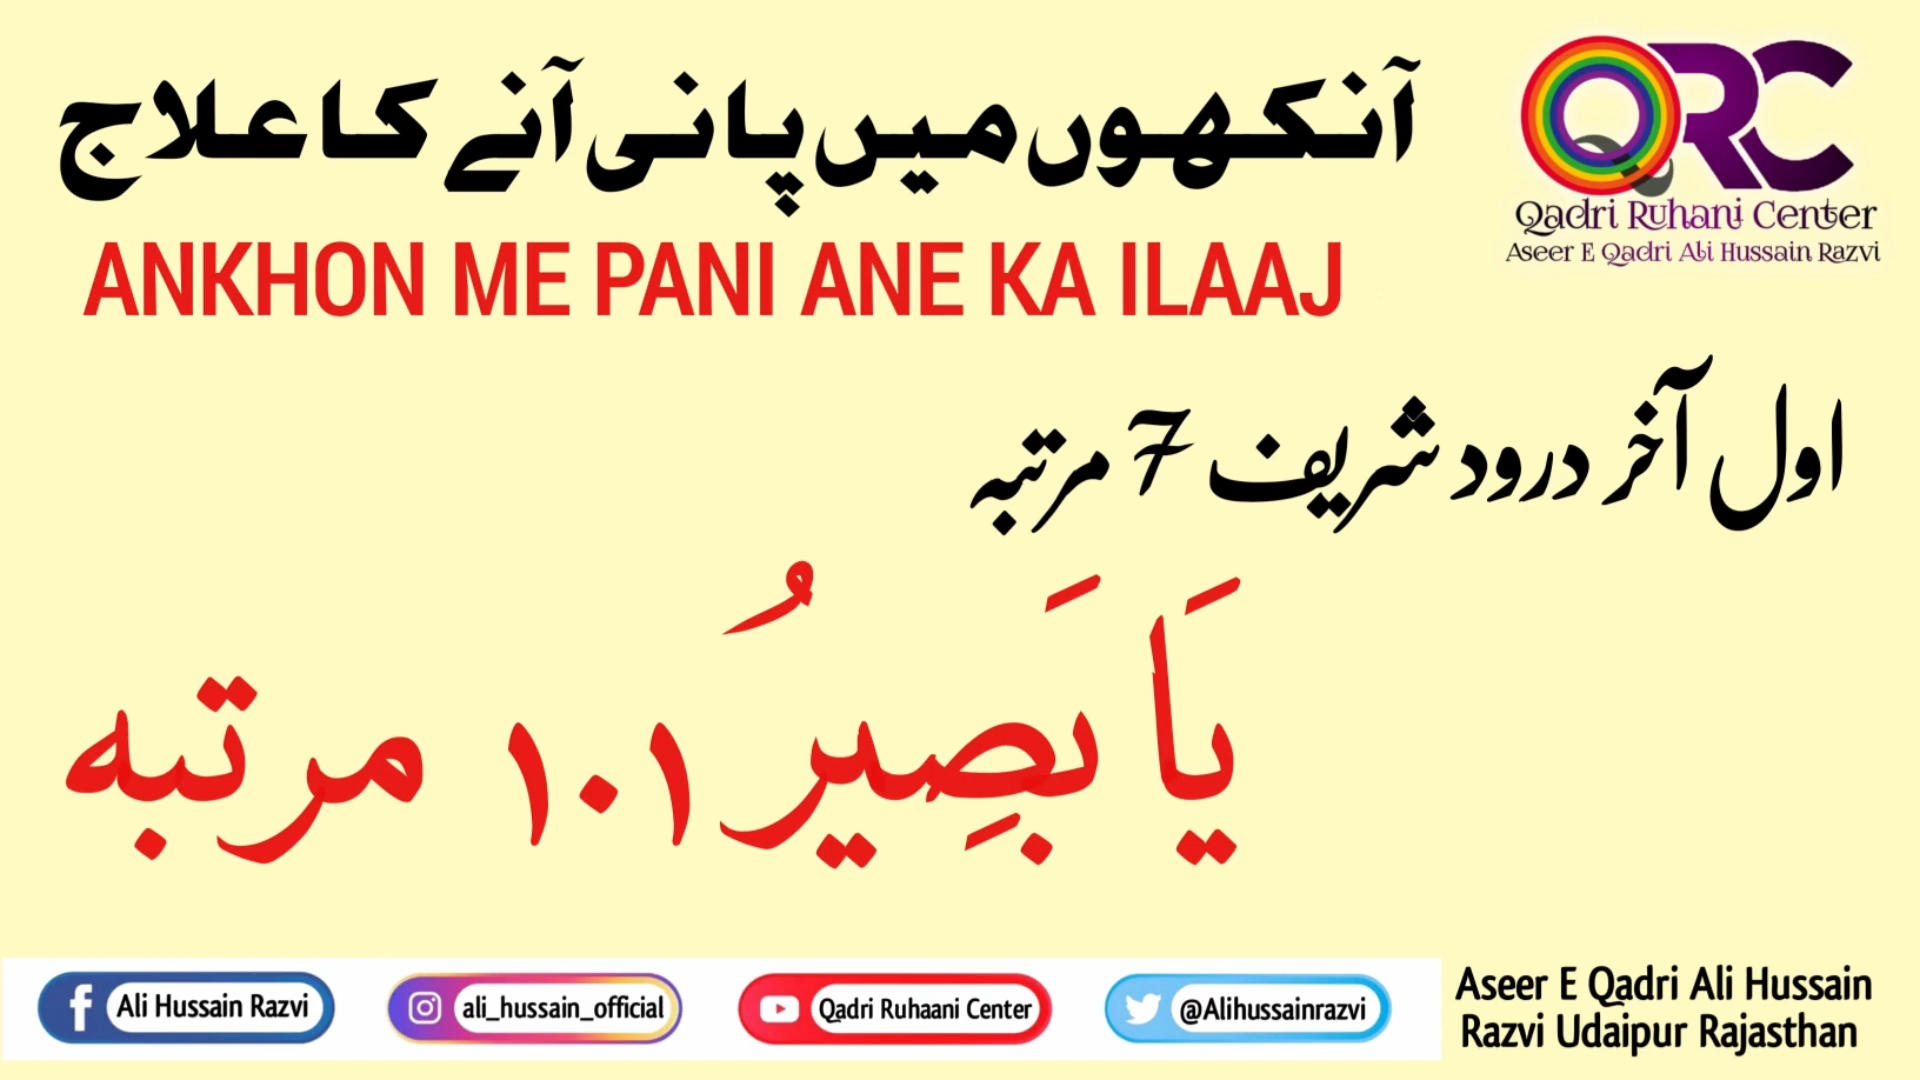 آنکھوں میں پانی آنے کا علاج
ANKHON ME PANI ANE KA ILAAJ
QRC
Qadri Ruhani Center
Aseer E Qadri Ali Hussain Razvi
اول آخر درود شریف 7 مرتبہ
یَا بَصِیرُ ۱۰۱ مرتبہ
Ali Hussain Razvi
ali_hussain_official
Qadri Ruhaani Center
@Alihussainrazvi
Aseer E Qadri Ali Hussain
Razvi Udaipur Rajasthan